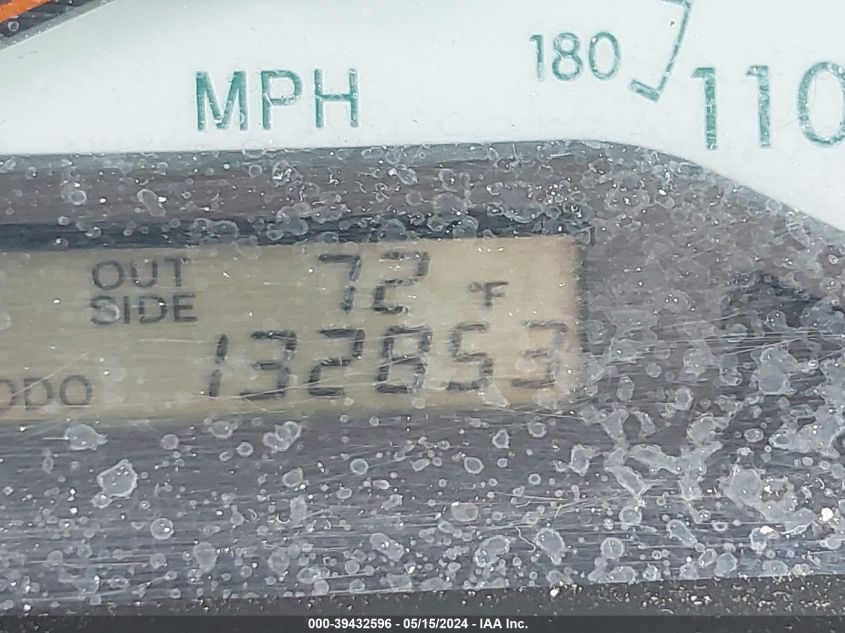 MPH
180
110
OUT
SIDE
72 °F
ODO
132853
000-39432596 - 05/15/2024 - IAA Inc.